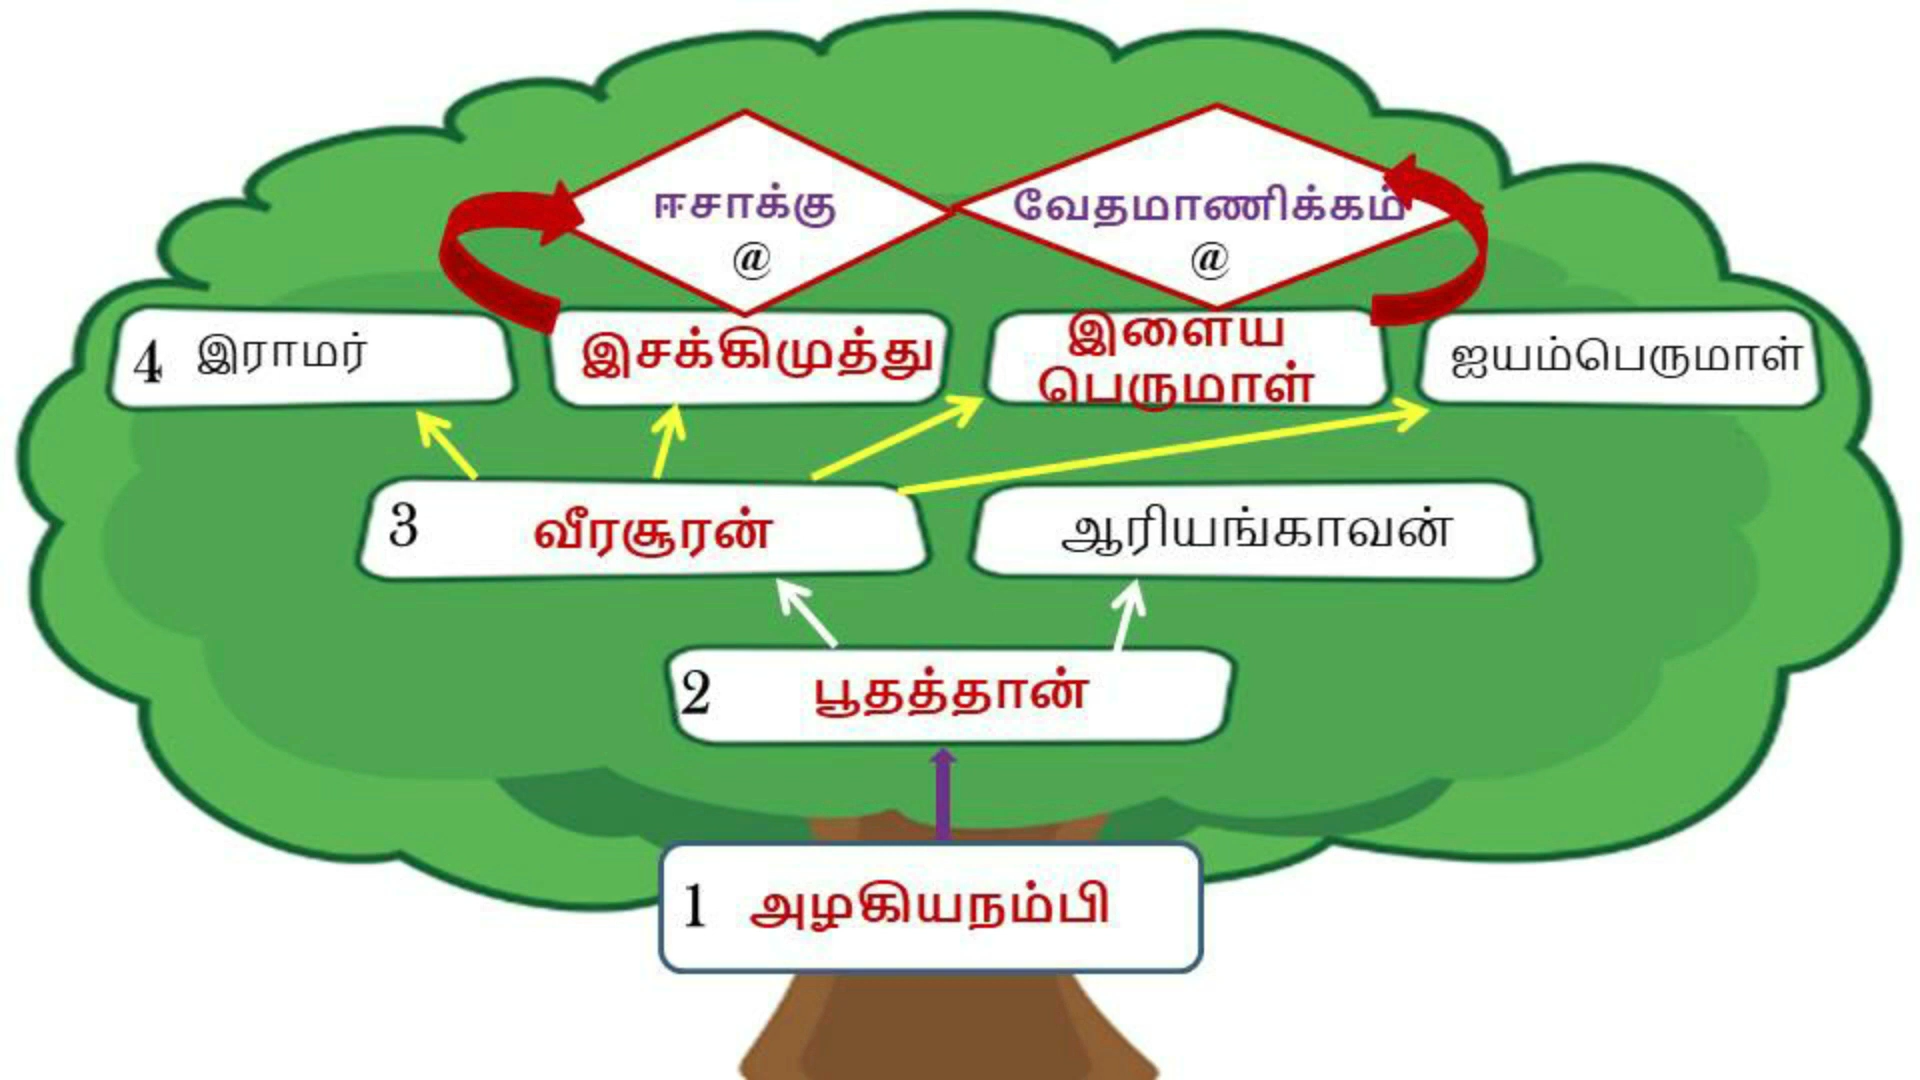 ஈசாக்கு
@
வேதமாணிக்கம்
@
4 இராமர்
இசக்கிமுத்து
இளைய
பெருமாள்
ஐயம்பெருமாள்
3 வீரசூரன்
ஆரியங்காவன்
2 பூதத்தான்
1 அழகியநம்பி